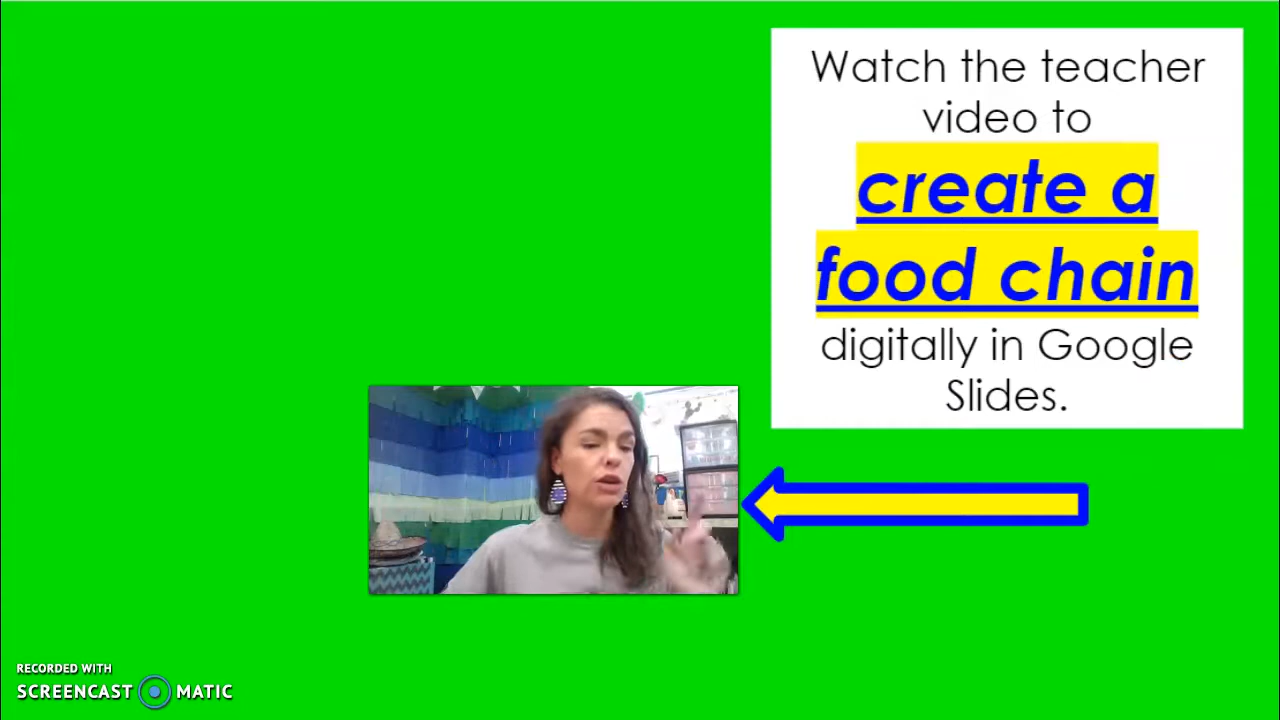 Watch the teacher
video to
create a
food chain
digitally in Google
Slides.
RECORDED WITH
SCREENCAST MATIC